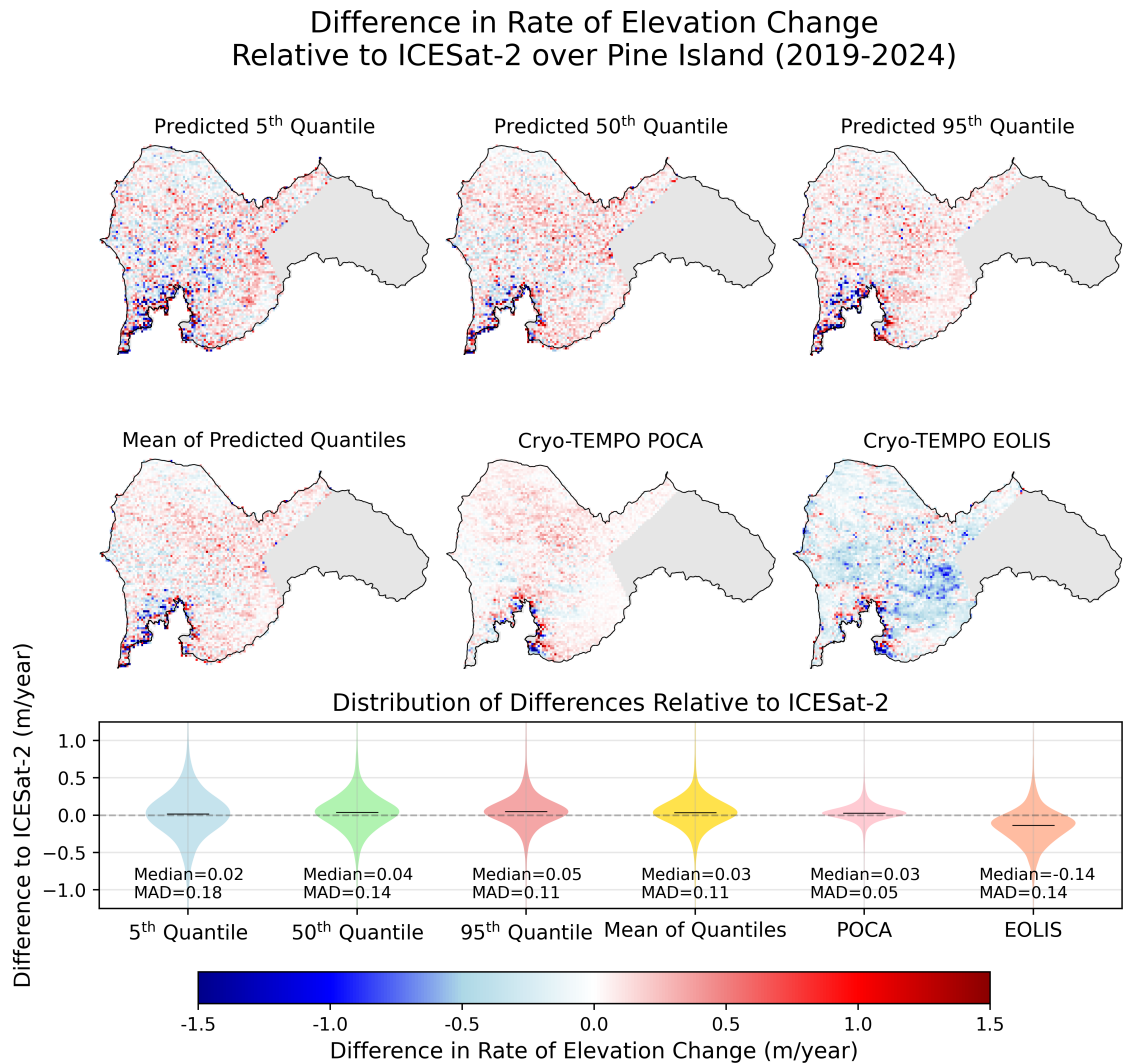 Difference in Rate of Elevation Change
Relative to ICESat-2 over Pine Island (2019-2024)
Predicted 5th Quantile
Predicted 50th Quantile
Predicted 95th Quantile
Mean of Predicted Quantiles
Cryo-TEMPO POCA
Cryo-TEMPO EOLIS
Distribution of Differences Relative to ICESat-2
Difference to ICESat-2 (m/year)
1.0
0.5
0.0
−0.5
−1.0
Median=0.02
MAD=0.18
Median=0.04
MAD=0.14
Median=0.05
MAD=0.11
Median=0.03
MAD=0.11
Median=0.03
MAD=0.05
Median=-0.14
MAD=0.14
5th Quantile
50th Quantile
95th Quantile
Mean of Quantiles
POCA
EOLIS
-1.5 -1.0 -0.5 0.0 0.5 1.0 1.5
Difference in Rate of Elevation Change (m/year)